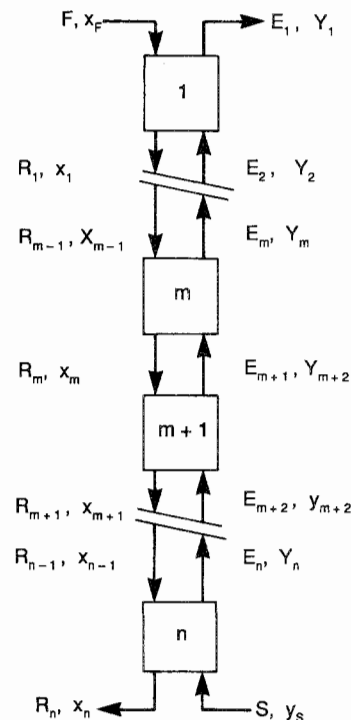 F, x_F E_1, Y_1
1
R_1, x_1 E_2, Y_2
R_{m-1}, X_{m-1} E_m, Y_m
m
R_m, x_m E_{m+1}, Y_{m+2}
m + 1
R_{m+1}, x_{m+1} E_{m+2}, y_{m+2}
R_{n-1}, x_{n-1} E_n, Y_n
n
R_n, x_n S, y_s